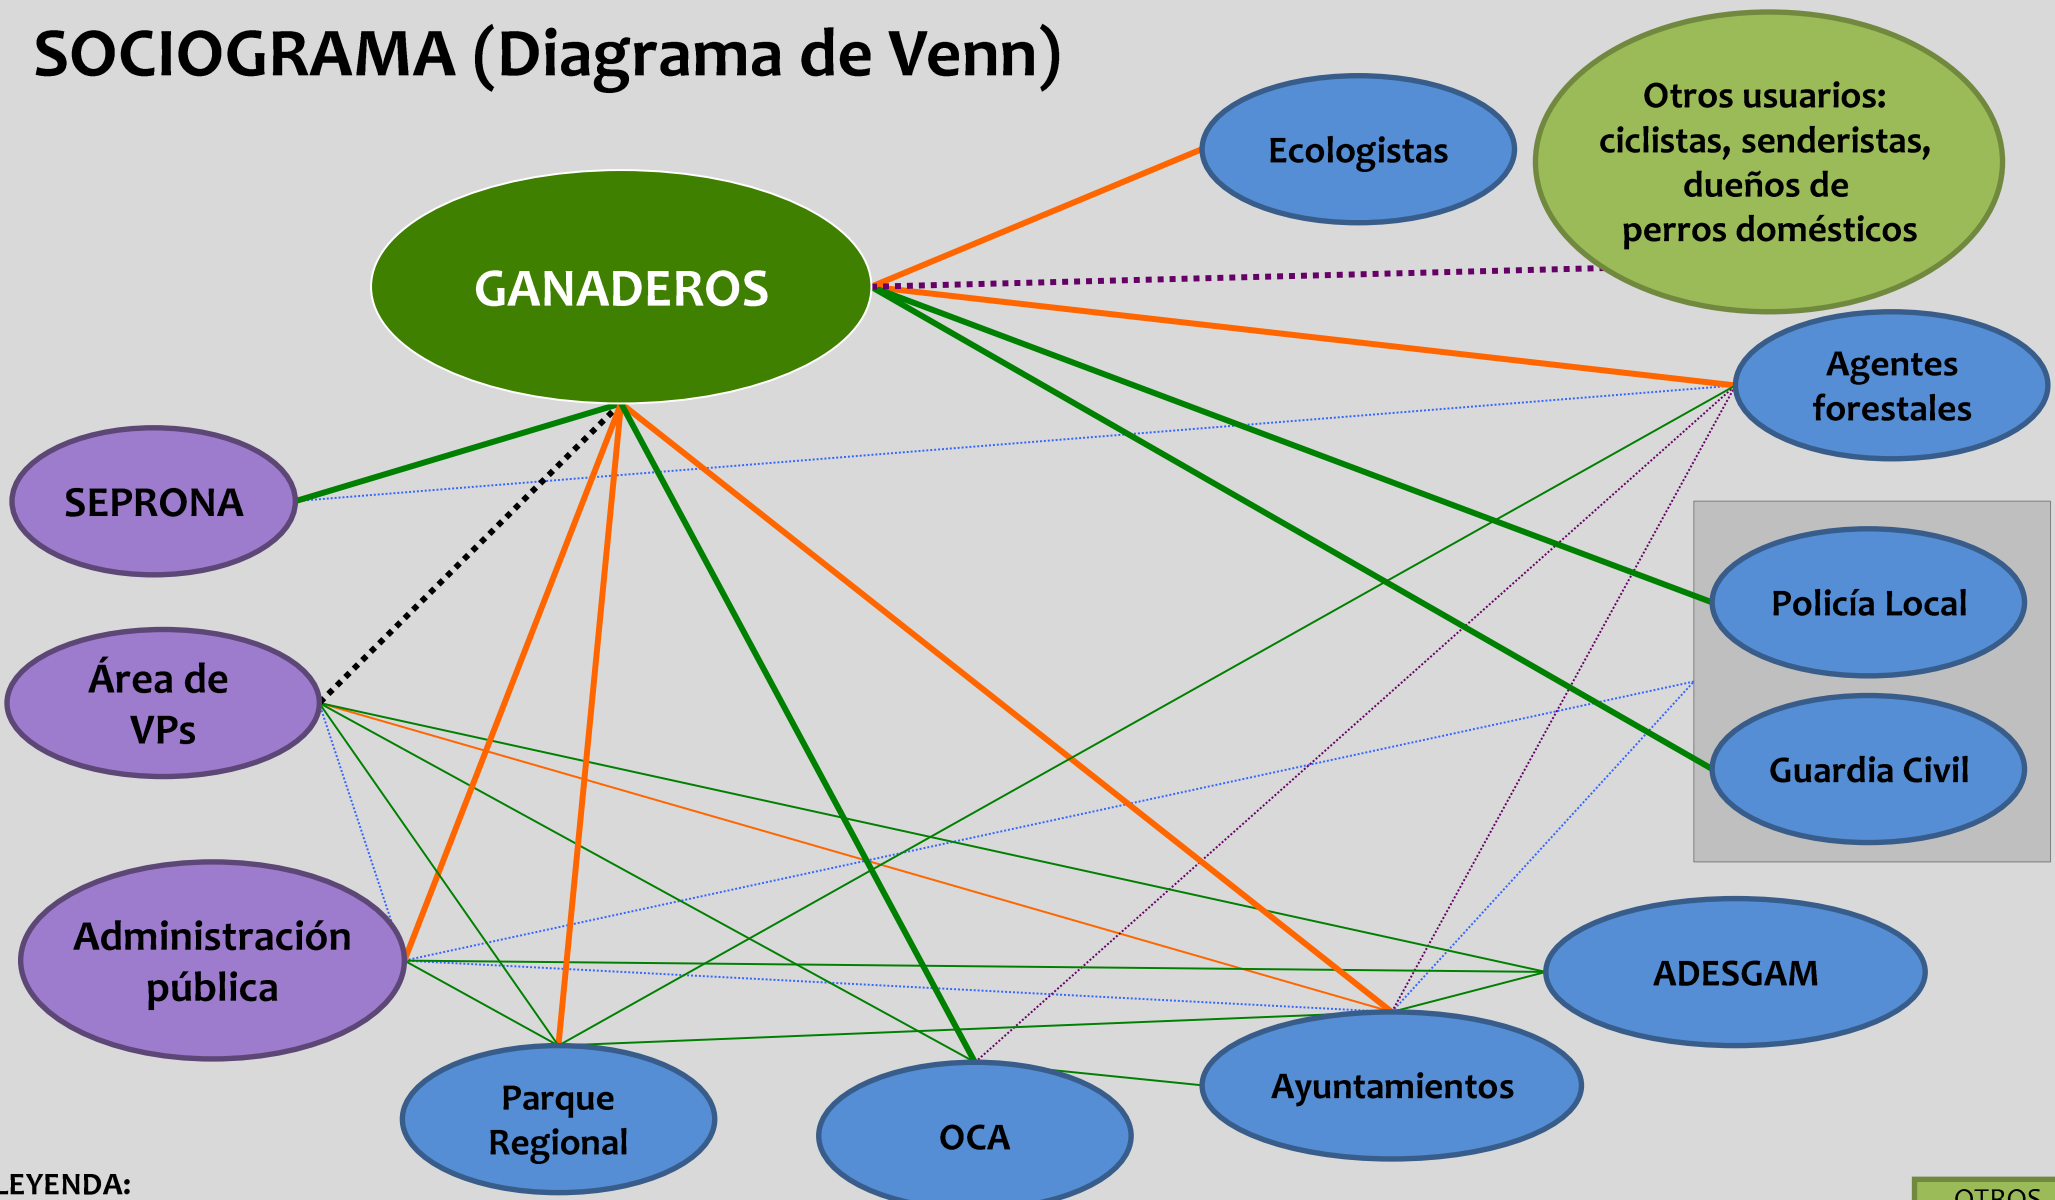 SOCIOGRAMA (Diagrama de Venn)
Ecologistas
Otros usuarios:
ciclistas, senderistas,
dueños de
perros domésticos
GANADEROS
Agentes
forestales
SEPRONA
Policía Local
Área de
VPs
Guardia Civil
Administración
pública
ADESGAM
Parque
Regional
OCA
Ayuntamientos
LEYENDA:
OTROS